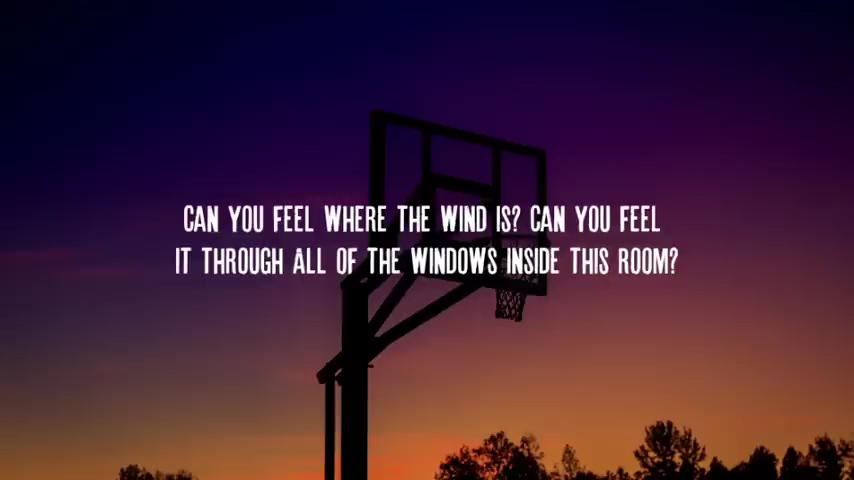 CAN YOU FEEL WHERE THE WIND IS? CAN YOU FEEL
IT THROUGH ALL OF THE WINDOWS INSIDE THIS ROOM?